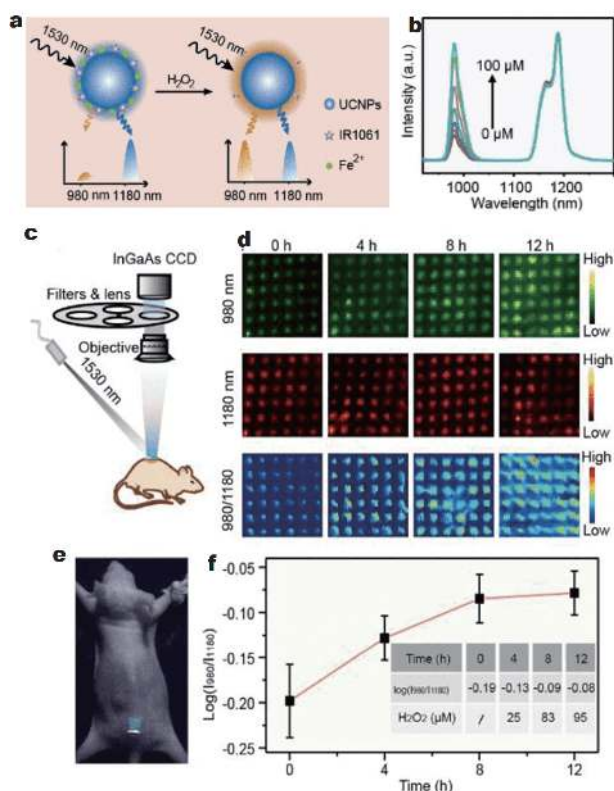 a
1530 nm
1530 nm
H2O2
UCNPs
IR1061
Fe2+
980 nm 1180 nm
980 nm 1180 nm
b
Intensity (a.u.)
100 μM
0 μM
1000 1100 1200
Wavelength (nm)
c
InGaAs CCD
Filters & lens
Objective
1530 nm
d
0 h 4 h 8 h 12 h
980 nm
High
Low
1180 nm
High
Low
980/1180
High
Low
e
f
Log(I980/I1180)
-0.05
-0.10
-0.15
-0.20
-0.25
0 4 8 12
Time (h)
Time (h) 0 4 8 12
log(I980/I1180) -0.19 -0.13 -0.09 -0.08
H2O2 (μM) / 25 83 95